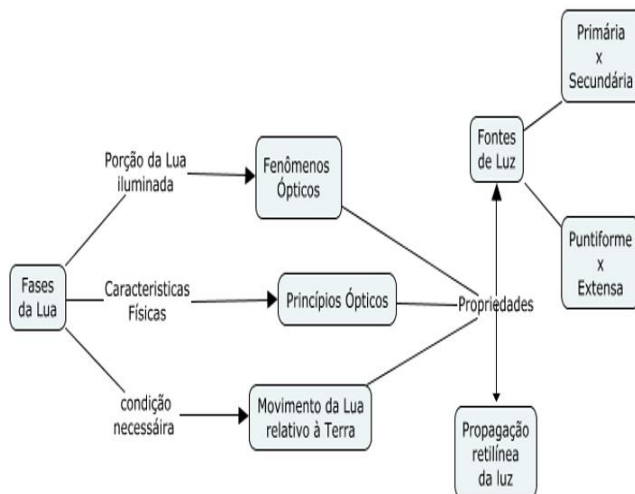 Primária
x
Secundária
Fontes
de Luz
Porção da Lua
iluminada
Fenômenos
Ópticos
Puntiforme
x
Extensa
Fases
da Lua
Caracteristicas
Físicas
Princípios Ópticos
Propriedades
condição
necessáira
Movimento da Lua
relativo à Terra
Propagação
retilínea
da luz